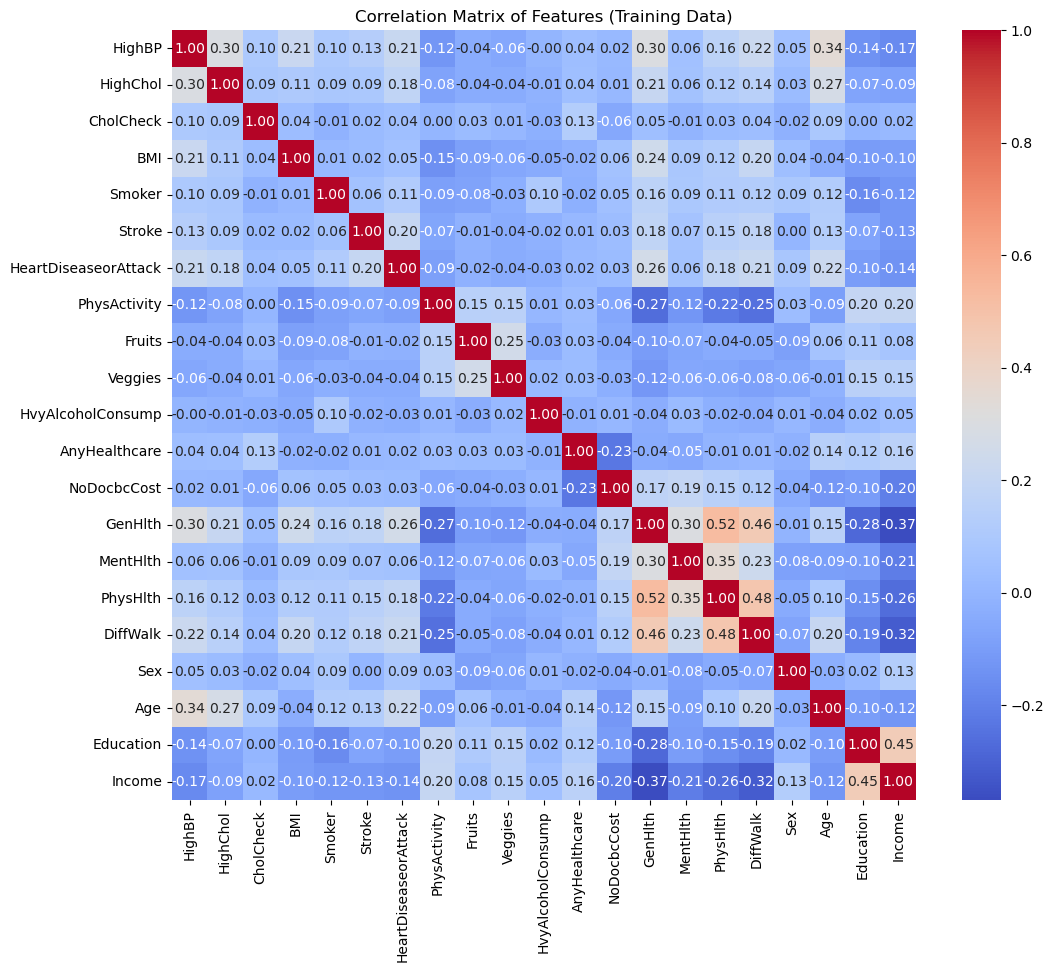 Correlation Matrix of Features (Training Data)
HighBP 1.00 0.30 0.10 0.21 0.10 0.13 0.21 -0.12 -0.04 -0.06 -0.00 0.04 0.02 0.30 0.06 0.16 0.22 0.05 0.34 -0.14 -0.17
HighChol 0.30 1.00 0.09 0.11 0.09 0.09 0.18 -0.08 -0.04 -0.04 -0.01 0.04 0.01 0.21 0.06 0.12 0.14 0.03 0.27 -0.07 -0.09
CholCheck 0.10 0.09 1.00 0.04 -0.01 0.02 0.04 0.00 0.03 0.01 -0.03 0.13 -0.06 0.05 -0.01 0.03 0.04 -0.02 0.09 0.00 0.02
BMI 0.21 0.11 0.04 1.00 0.01 0.02 0.05 -0.15 -0.09 -0.06 -0.05 -0.02 0.06 0.24 0.09 0.12 0.20 0.04 -0.04 -0.10 -0.10
Smoker 0.10 0.09 -0.01 0.01 1.00 0.06 0.11 -0.09 -0.08 -0.03 0.10 -0.02 0.05 0.16 0.09 0.11 0.12 0.09 0.12 -0.16 -0.12
Stroke 0.13 0.09 0.02 0.02 0.06 1.00 0.20 -0.07 -0.01 -0.04 -0.02 0.01 0.03 0.18 0.07 0.15 0.18 0.00 0.13 -0.07 -0.13
HeartDiseaseorAttack 0.21 0.18 0.04 0.05 0.11 0.20 1.00 -0.09 -0.02 -0.04 -0.03 0.02 0.03 0.26 0.06 0.18 0.21 0.09 0.22 -0.10 -0.14
PhysActivity -0.12 -0.08 0.00 -0.15 -0.09 -0.07 -0.09 1.00 0.15 0.15 0.01 0.03 -0.06 -0.27 -0.12 -0.22 -0.25 0.03 -0.09 0.20 0.20
Fruits -0.04 -0.04 0.03 -0.09 -0.08 -0.01 -0.02 0.15 1.00 0.25 -0.03 0.03 -0.04 -0.10 -0.07 -0.04 -0.05 -0.09 0.06 0.11 0.08
Veggies -0.06 -0.04 0.01 -0.06 -0.03 -0.04 -0.04 0.15 0.25 1.00 0.02 0.03 -0.03 -0.12 -0.06 -0.06 -0.08 -0.06 -0.01 0.15 0.15
HvyAlcoholConsump -0.00 -0.01 -0.03 -0.05 0.10 -0.02 -0.03 0.01 -0.03 0.02 1.00 -0.01 0.01 -0.04 0.03 -0.02 -0.04 0.01 -0.04 0.02 0.05
AnyHealthcare 0.04 0.04 0.13 -0.02 -0.02 0.01 0.02 0.03 0.03 0.03 -0.01 1.00 -0.23 -0.04 -0.05 -0.01 0.01 -0.02 0.14 0.12 0.16
NoDocbcCost 0.02 0.01 -0.06 0.06 0.05 0.03 0.03 -0.06 -0.04 -0.03 0.01 -0.23 1.00 0.17 0.19 0.15 0.12 -0.04 -0.12 -0.10 -0.20
GenHlth 0.30 0.21 0.05 0.24 0.16 0.18 0.26 -0.27 -0.10 -0.12 -0.04 -0.04 0.17 1.00 0.30 0.52 0.46 -0.01 0.15 -0.28 -0.37
MentHlth 0.06 0.06 -0.01 0.09 0.09 0.07 0.06 -0.12 -0.07 -0.06 0.03 -0.05 0.19 0.30 1.00 0.35 0.23 -0.08 -0.09 -0.10 -0.21
PhysHlth 0.16 0.12 0.03 0.12 0.11 0.15 0.18 -0.22 -0.04 -0.06 -0.02 -0.01 0.15 0.52 0.35 1.00 0.48 -0.05 0.10 -0.15 -0.26
DiffWalk 0.22 0.14 0.04 0.20 0.12 0.18 0.21 -0.25 -0.05 -0.08 -0.04 0.01 0.12 0.46 0.23 0.48 1.00 -0.07 0.20 -0.19 -0.32
Sex 0.05 0.03 -0.02 0.04 0.09 0.00 0.09 0.03 -0.09 -0.06 0.01 -0.02 -0.04 -0.01 -0.08 -0.05 -0.07 1.00 -0.03 0.02 0.13
Age 0.34 0.27 0.09 -0.04 0.12 0.13 0.22 -0.09 0.06 -0.01 -0.04 0.14 -0.12 0.15 -0.09 0.10 0.20 -0.03 1.00 -0.10 -0.12
Education -0.14 -0.07 0.00 -0.10 -0.16 -0.07 -0.10 0.20 0.11 0.15 0.02 0.12 -0.10 -0.28 -0.10 -0.15 -0.19 0.02 -0.10 1.00 0.45
Income -0.17 -0.09 0.02 -0.10 -0.12 -0.13 -0.14 0.20 0.08 0.15 0.05 0.16 -0.20 -0.37 -0.21 -0.26 -0.32 0.13 -0.12 0.45 1.00
HighBP HighChol CholCheck BMI Smoker Stroke HeartDiseaseorAttack PhysActivity Fruits Veggies HvyAlcoholConsump AnyHealthcare NoDocbcCost GenHlth MentHlth PhysHlth DiffWalk Sex Age Education Income
1.0
0.8
0.6
0.4
0.2
0.0
−0.2